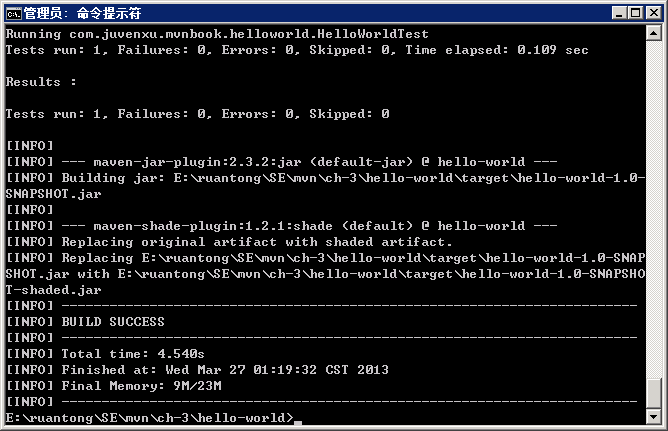 管理员: 命令提示符
Running com.juvenxu.mvnbook.helloworld.HelloWorldTest
Tests run: 1, Failures: 0, Errors: 0, Skipped: 0, Time elapsed: 0.109 sec
Results :
Tests run: 1, Failures: 0, Errors: 0, Skipped: 0
[INFO]
[INFO] --- maven-jar-plugin:2.3.2:jar (default-jar) @ hello-world ---
[INFO] Building jar: E:\ruantong\SE\mvn\ch-3\hello-world\target\hello-world-1.0-
SNAPSHOT.jar
[INFO]
[INFO] --- maven-shade-plugin:1.2.1:shade (default) @ hello-world ---
[INFO] Replacing original artifact with shaded artifact.
[INFO] Replacing E:\ruantong\SE\mvn\ch-3\hello-world\target\hello-world-1.0-SNAP
SHOT.jar with E:\ruantong\SE\mvn\ch-3\hello-world\target\hello-world-1.0-SNAPSHO
T-shaded.jar
[INFO] ------------------------------------------------------------------------
[INFO] BUILD SUCCESS
[INFO] ------------------------------------------------------------------------
[INFO] Total time: 4.540s
[INFO] Finished at: Wed Mar 27 01:19:32 CST 2013
[INFO] Final Memory: 9M/23M
[INFO] ------------------------------------------------------------------------
E:\ruantong\SE\mvn\ch-3\hello-world>